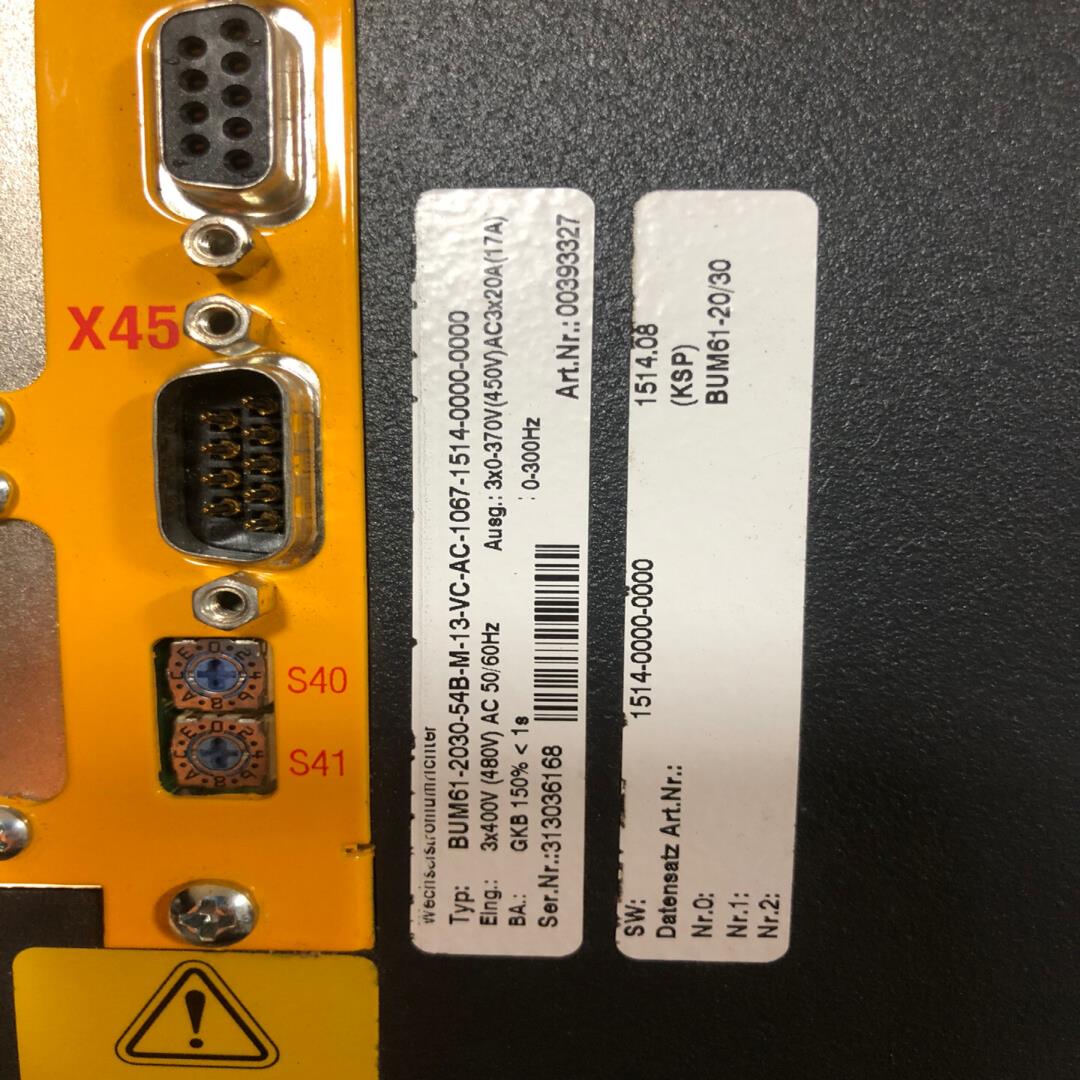 X45
S40
S41
Wechselstromumrichter
Typ: BUM61-2030-54B-M-13-VC-AC-1067-1514-0000-0000
Eing.: 3x400V (480V) AC 50/60Hz Ausg.: 3x0-370V(450V)AC3x20A(17A)
BA.: GKB 150% < 1s : 0-300Hz
Ser.Nr.:313036168 Art.Nr.:00393327
SW: 1514-0000-0000 1514.08
Datensatz Art.Nr.: (KSP)
Nr.0: BUM61-20/30
Nr.1:
Nr.2: